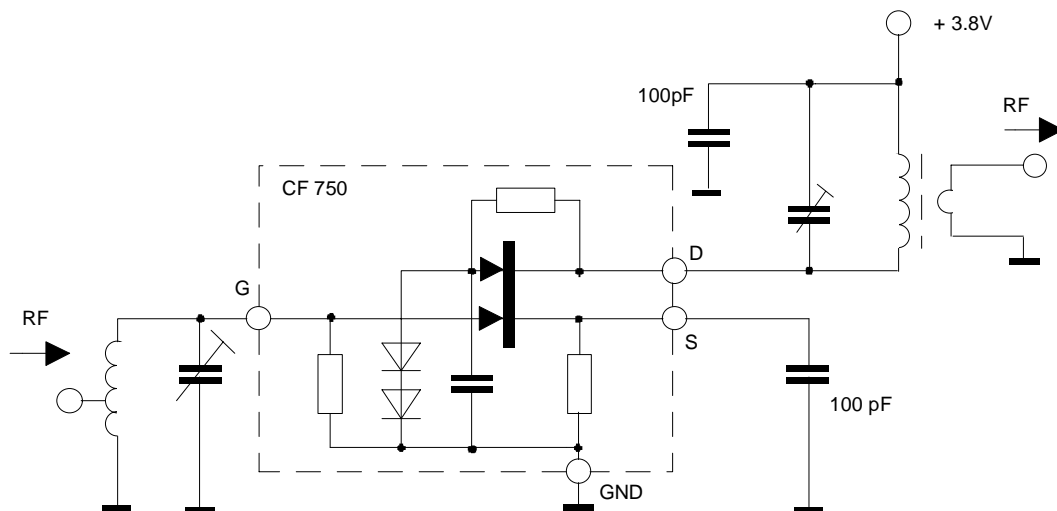 + 3.8V
100pF
RF
CF 750
D
G
RF
S
100 pF
GND